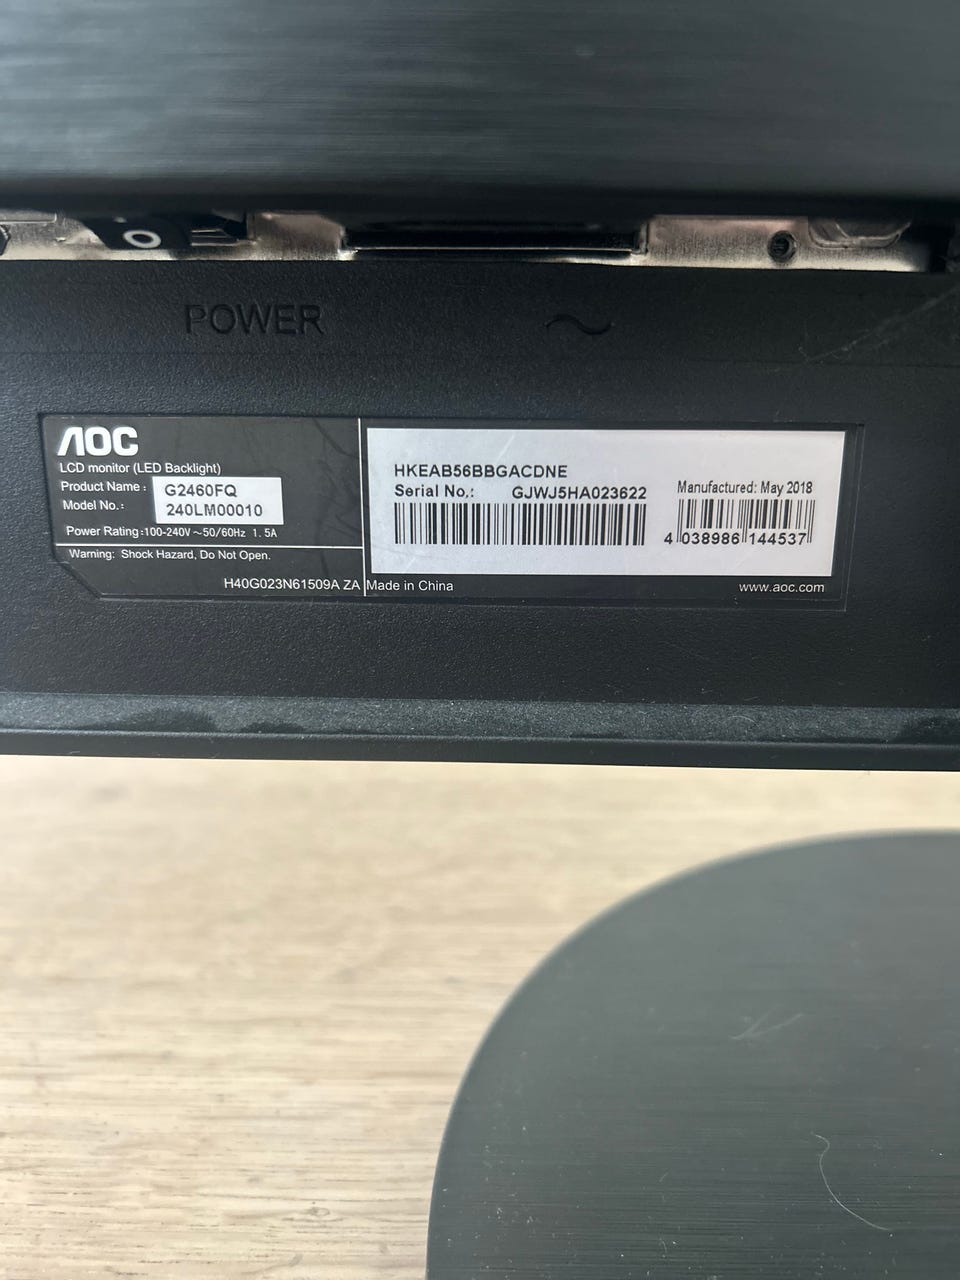 POWER ~
AOC
LCD monitor (LED Backlight)
Product Name : G2460FQ
Model No.: 240LM00010
Power Rating:100-240V～50/60Hz 1.5A
Warning: Shock Hazard, Do Not Open.
H40G023N61509A ZA
HKEAB56BBGACDNE
Serial No.: GJWJ5HA023622
Manufactured: May 2018
4 038986 144537
Made in China
www.aoc.com